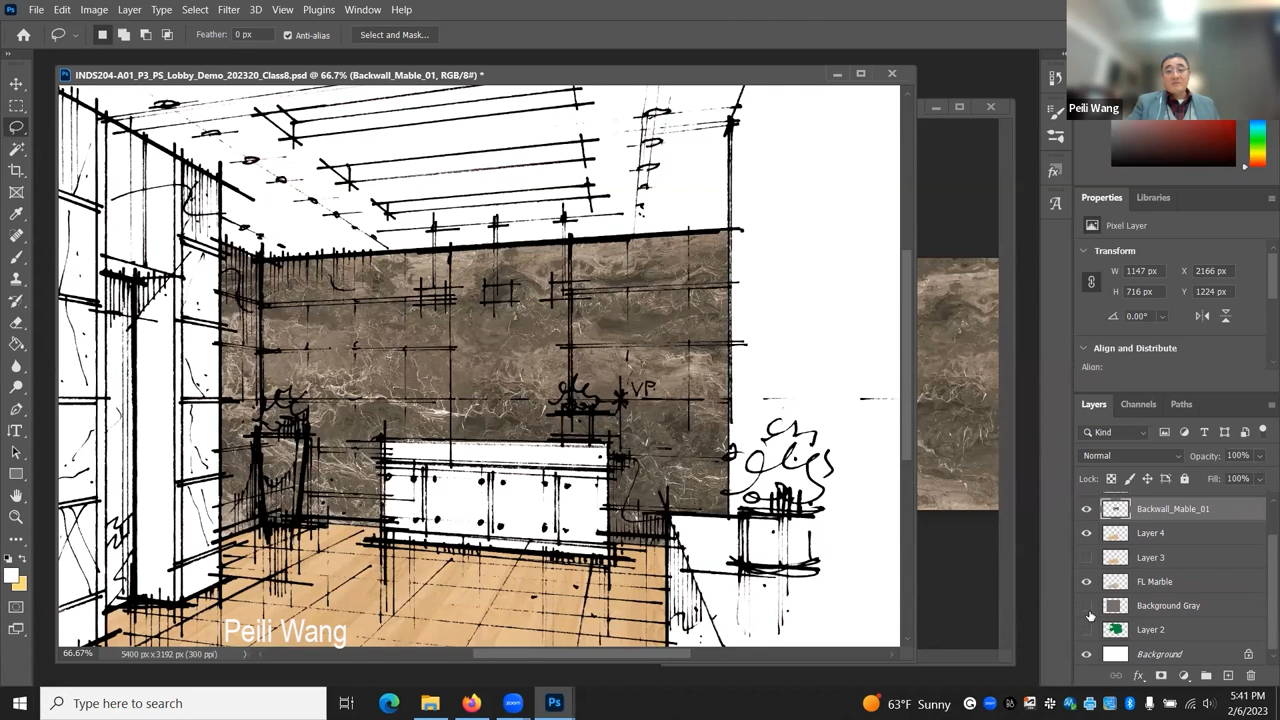 Ps File Edit Image Layer Type Select Filter 3D View Plugins Window Help
Feather: 0 px Anti-alias Select and Mask...
Peili Wang
Ps INDS204-A01_P3_PS_Lobby_Demo_202320_Class8.psd @ 66.7% (Backwall_Mable_01, RGB/8#) *
VP
Peili Wang
66.67% 5400 px x 3192 px (300 ppi)
Properties Libraries
Pixel Layer
Transform
W 1147 px X 2166 px
H 716 px Y 1224 px
0.00°
Align and Distribute
Align:
Layers Channels Paths
Kind
Normal Opacity: 100%
Lock: Fill: 100%
Backwall_Mable_01
Layer 4
Layer 3
FL Marble
Background Gray
Layer 2
Background
Type here to search
zoom
Ps
63°F Sunny
5:41 PM
2/6/2023